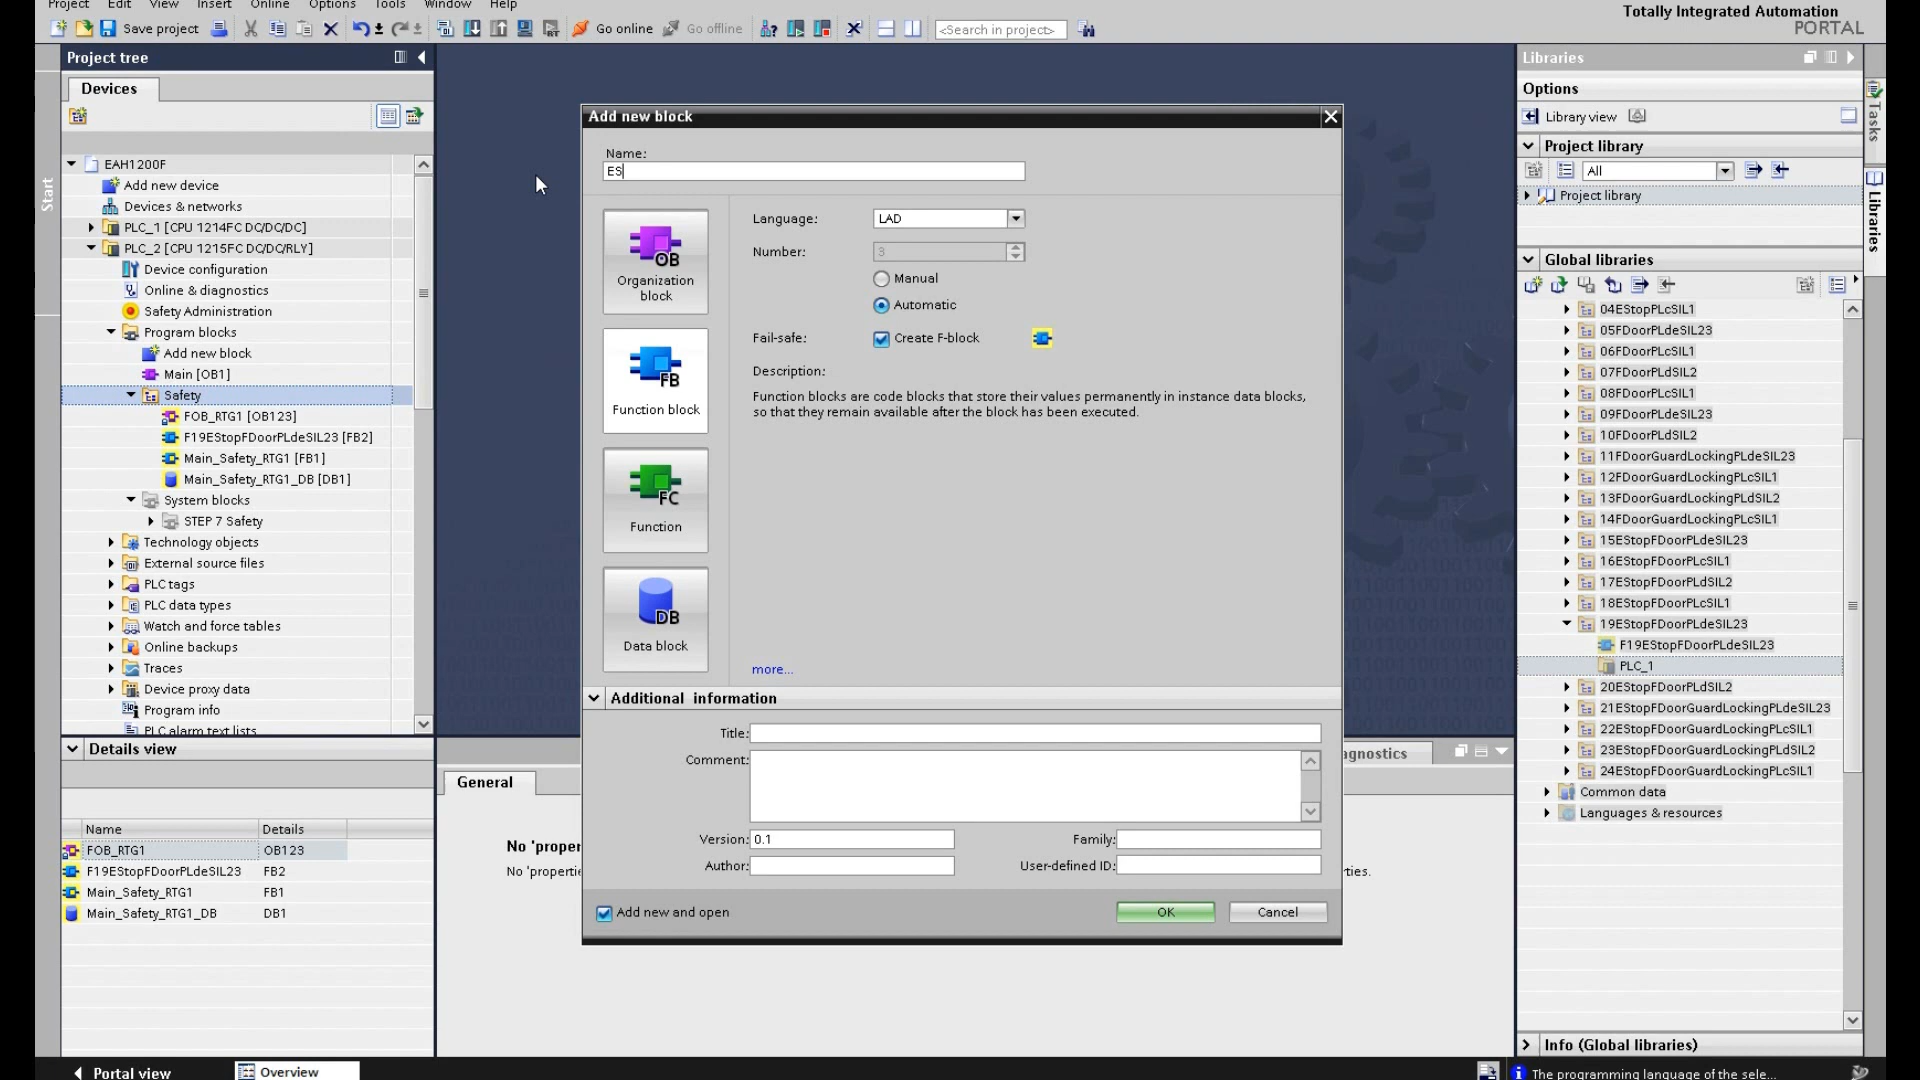 Project Edit View Insert Online Options Tools Window Help
Totally Integrated Automation
PORTAL
Save project
Go online
Go offline
<Search in project>
Start
Project tree
Devices
EAH1200F
Add new device
Devices & networks
PLC_1 [CPU 1214FC DC/DC/DC]
PLC_2 [CPU 1215FC DC/DC/RLY]
Device configuration
Online & diagnostics
Safety Administration
Program blocks
Add new block
Main [OB1]
Safety
FOB_RTG1 [OB123]
F19EStopFDoorPLdeSIL23 [FB2]
Main_Safety_RTG1 [FB1]
Main_Safety_RTG1_DB [DB1]
System blocks
STEP 7 Safety
Technology objects
External source files
PLC tags
PLC data types
Watch and force tables
Online backups
Traces
Device proxy data
Program info
PLC alarm text lists
Details view
Name Details
FOB_RTG1 OB123
F19EStopFDoorPLdeSIL23 FB2
Main_Safety_RTG1 FB1
Main_Safety_RTG1_DB DB1
Portal view
Overview
Add new block
Name:
ES
OB
Organization
block
FB
Function block
FC
Function
DB
Data block
Language: LAD
Number: 3
Manual
Automatic
Fail-safe: Create F-block
Description:
Function blocks are code blocks that store their values permanently in instance data blocks,
so that they remain available after the block has been executed.
more...
Additional information
Title:
Comment:
Version: 0.1 Family:
Author: User-defined ID:
Add new and open
OK
Cancel
General
agnostics
No 'proper
No 'propertie
rties.
Libraries
Options
Library view
Project library
All
Project library
Global libraries
04EStopPLcSIL1
05FDoorPLdeSIL23
06FDoorPLcSIL1
07FDoorPLdSIL2
08FDoorPLcSIL1
09FDoorPLdeSIL23
10FDoorPLdSIL2
11FDoorGuardLockingPLdeSIL23
12FDoorGuardLockingPLcSIL1
13FDoorGuardLockingPLdSIL2
14FDoorGuardLockingPLcSIL1
15EStopFDoorPLdeSIL23
16EStopFDoorPLcSIL1
17EStopFDoorPLdSIL2
18EStopFDoorPLcSIL1
19EStopFDoorPLdeSIL23
F19EStopFDoorPLdeSIL23
PLC_1
20EStopFDoorPLdSIL2
21EStopFDoorGuardLockingPLdeSIL23
22EStopFDoorGuardLockingPLcSIL1
23EStopFDoorGuardLockingPLdSIL2
24EStopFDoorGuardLockingPLcSIL1
Common data
Languages & resources
Info (Global libraries)
The programming language of the sele...
Tasks
Libraries